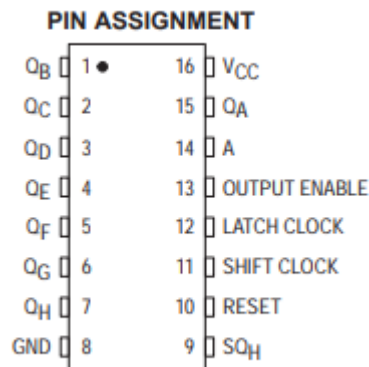 PIN ASSIGNMENT
QB 1 16 VCC
QC 2 15 QA
QD 3 14 A
QE 4 13 OUTPUT ENABLE
QF 5 12 LATCH CLOCK
QG 6 11 SHIFT CLOCK
QH 7 10 RESET
GND 8 9 SQH